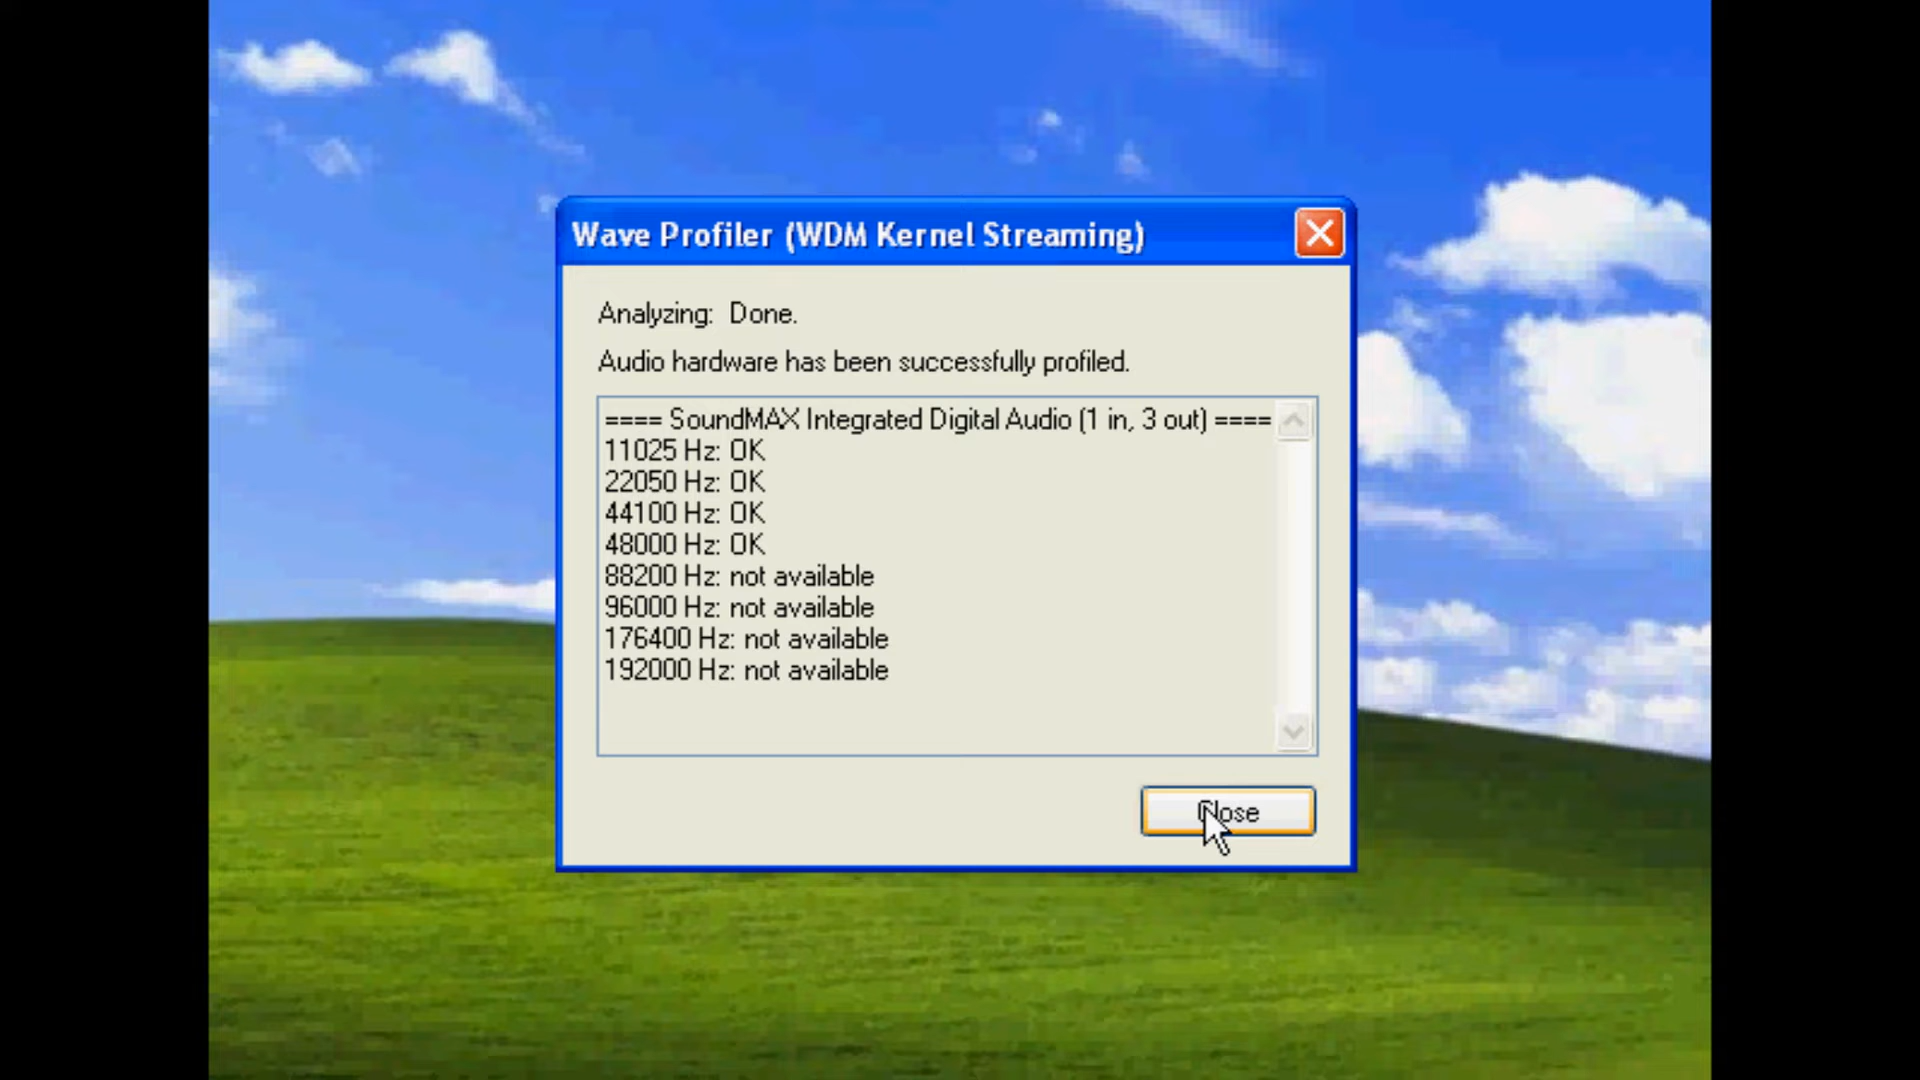 Wave Profiler (WDM Kernel Streaming)
Analyzing: Done.
Audio hardware has been successfully profiled.
==== SoundMAX Integrated Digital Audio (1 in, 3 out) ====
11025 Hz: OK
22050 Hz: OK
44100 Hz: OK
48000 Hz: OK
88200 Hz: not available
96000 Hz: not available
176400 Hz: not available
192000 Hz: not available
Close